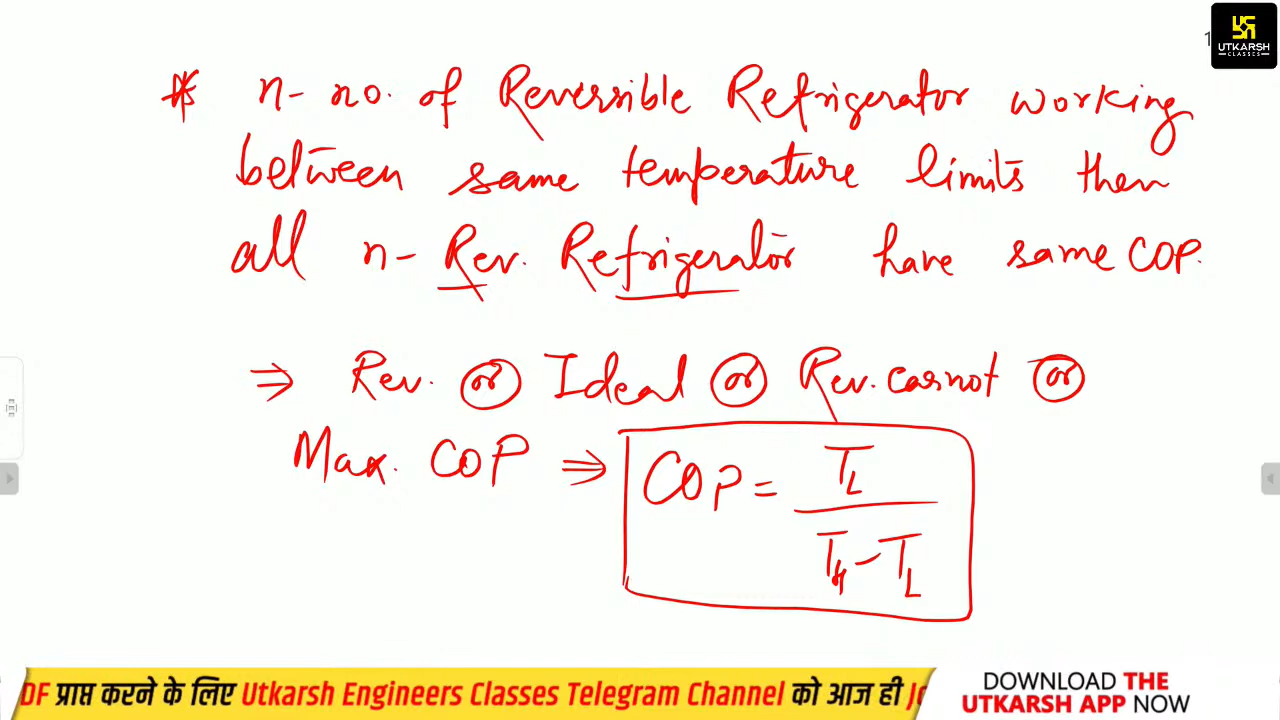 1
UTKARSH
CLASSES
* n- no. of Reversible Refrigerator working
between same temperature limits then
all n- Rev. Refrigerator have same COP.
⇒ Rev. or Ideal or Rev. carnot or
Max. COP ⇒ COP = T_L / (T_H - T_L)
DF प्राप्त करने के लिए Utkarsh Engineers Classes Telegram Channel को आज ही Jo
DOWNLOAD THE
UTKARSH APP NOW